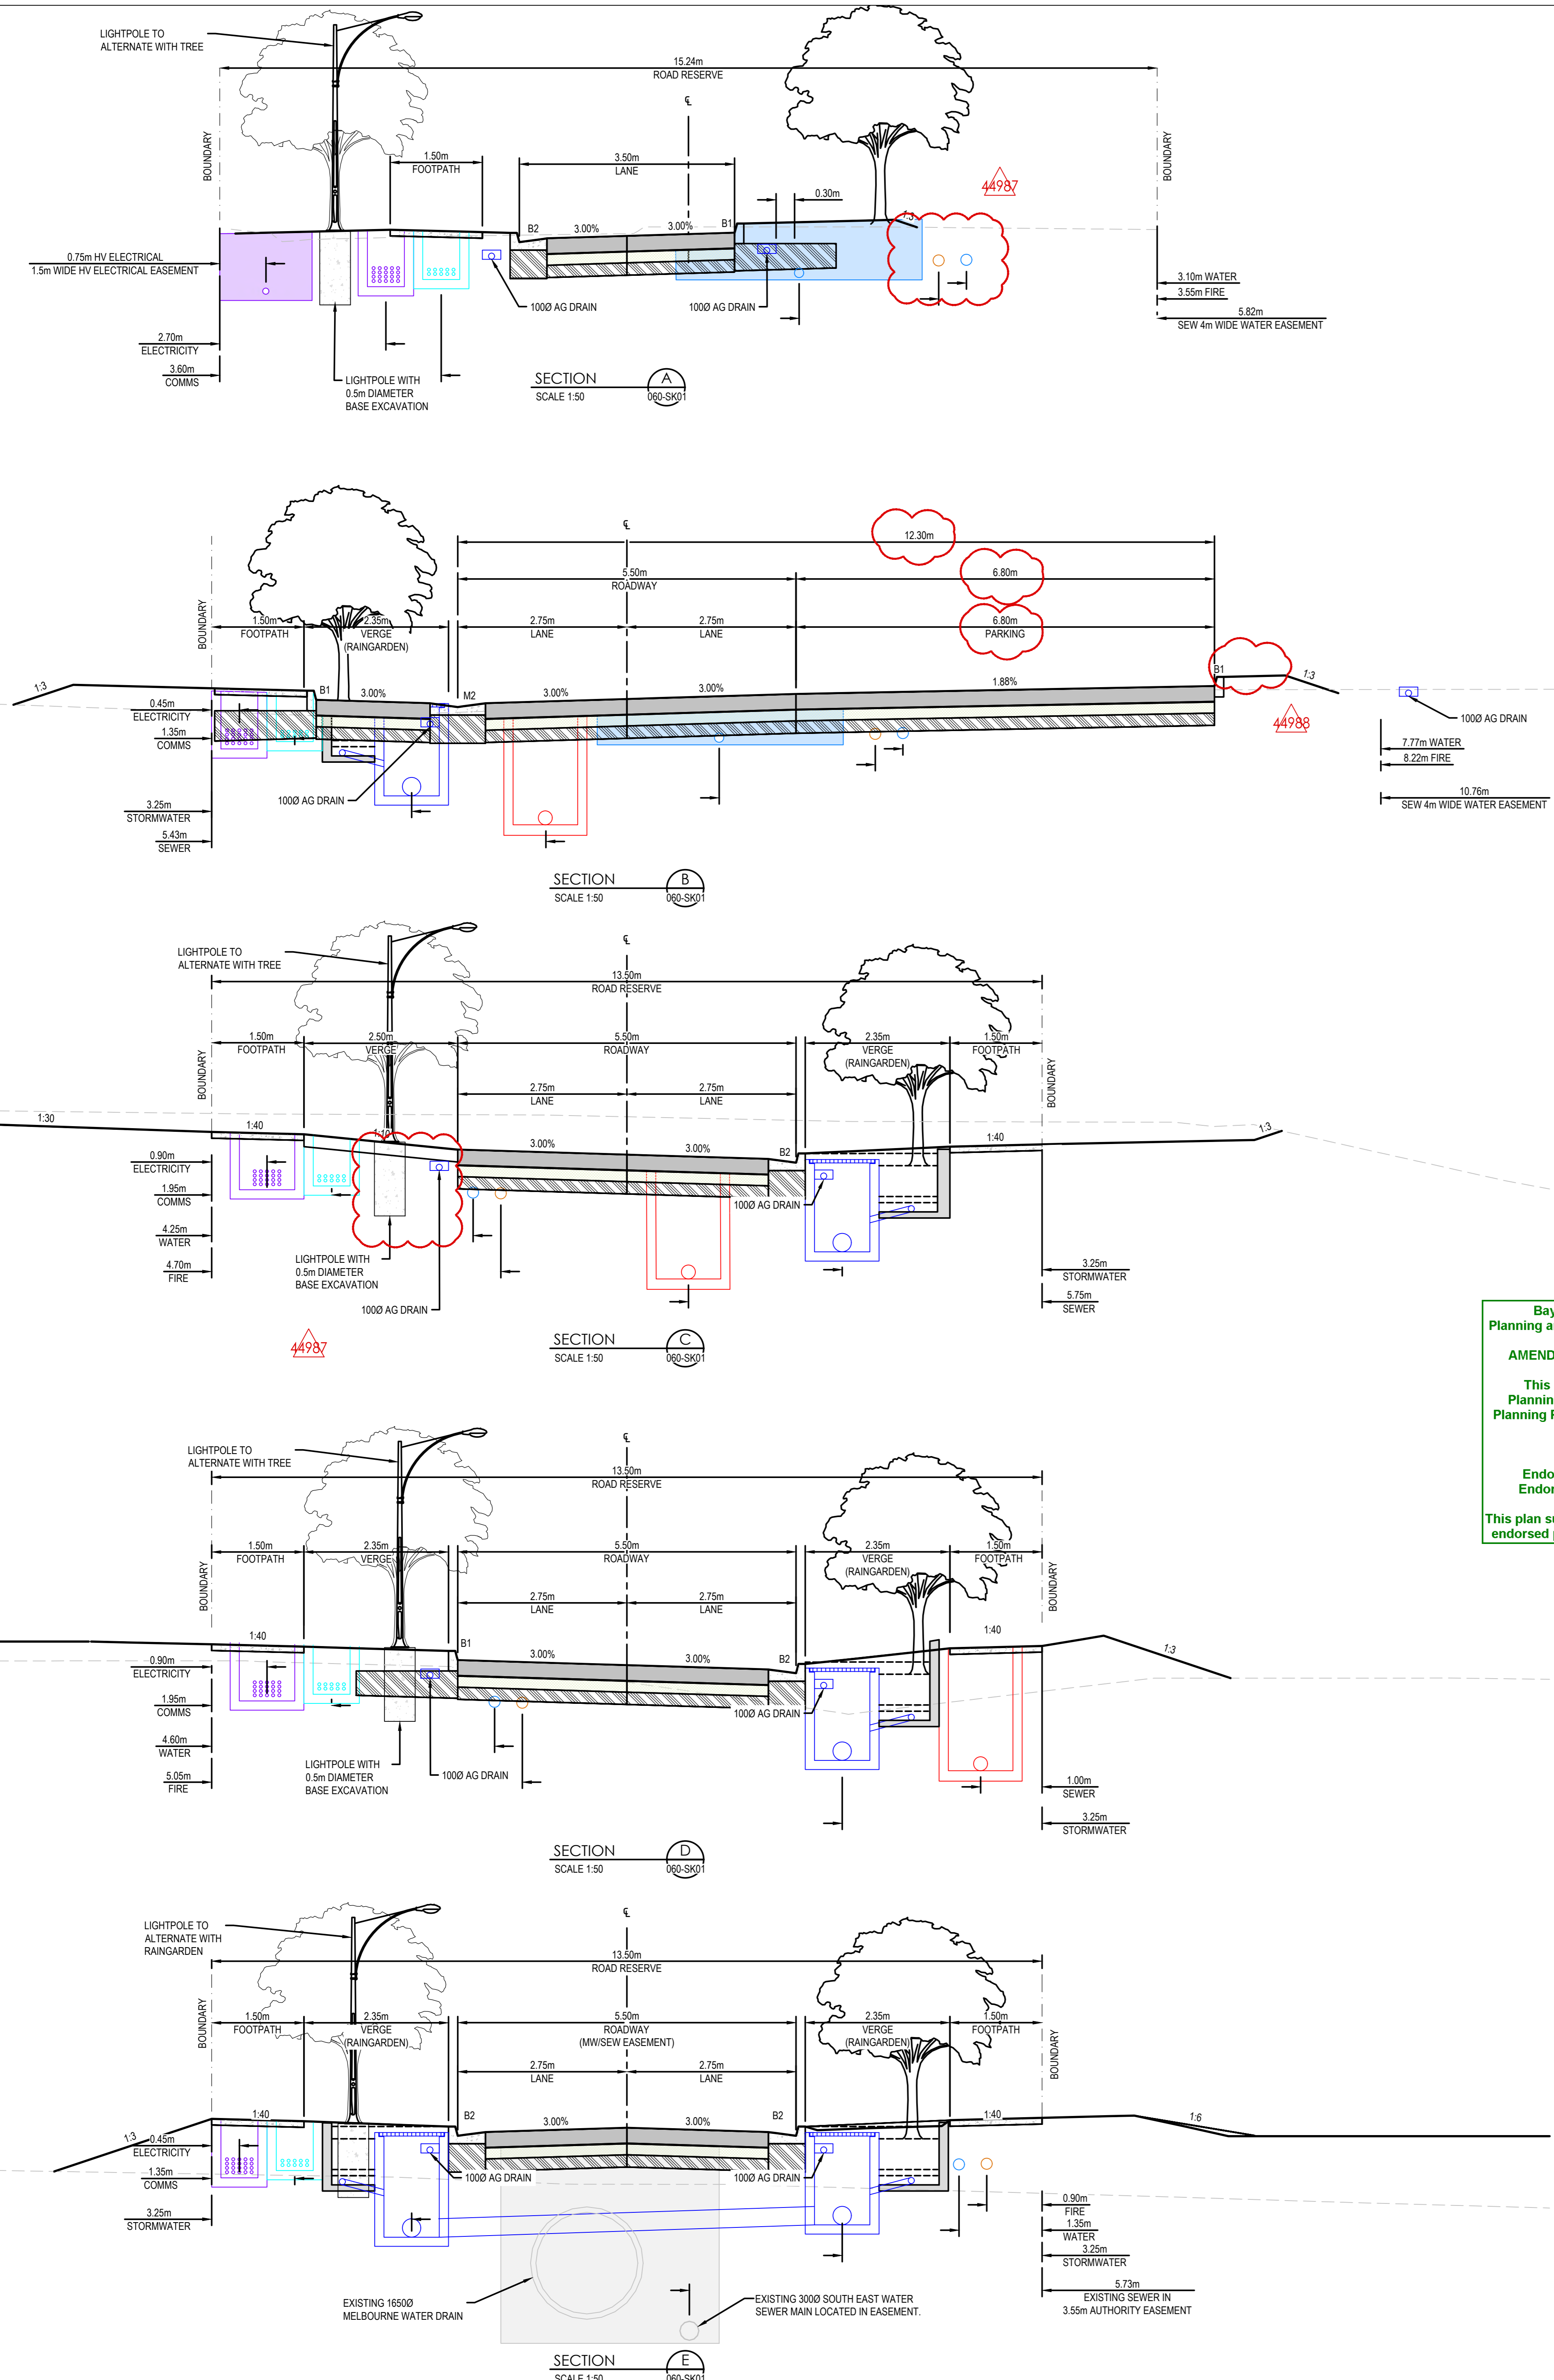 LIGHTPOLE TO
ALTERNATE WITH TREE
15.24m
ROAD RESERVE
℄
BOUNDARY
BOUNDARY
1.50m
FOOTPATH
3.50m
LANE
44987
0.30m
B2
3.00%
3.00%
B1
1:3
0.75m HV ELECTRICAL
1.5m WIDE HV ELECTRICAL EASEMENT
3.10m WATER
3.55m FIRE
5.82m
SEW 4m WIDE WATER EASEMENT
100Ø AG DRAIN
100Ø AG DRAIN
2.70m
ELECTRICITY
3.60m
COMMS
LIGHTPOLE WITH
0.5m DIAMETER
BASE EXCAVATION
SECTION
A
SCALE 1:50
060-SK01
℄
12.30m
5.50m
ROADWAY
6.80m
BOUNDARY
1.50m
FOOTPATH
2.35m
VERGE
(RAINGARDEN)
2.75m
LANE
2.75m
LANE
6.80m
PARKING
B1
1:3
B1
3.00%
M2
3.00%
3.00%
1.88%
1:3
0.45m
ELECTRICITY
44988
100Ø AG DRAIN
1.35m
COMMS
7.77m WATER
8.22m FIRE
100Ø AG DRAIN
10.76m
SEW 4m WIDE WATER EASEMENT
3.25m
STORMWATER
5.43m
SEWER
SECTION
B
SCALE 1:50
060-SK01
℄
LIGHTPOLE TO
ALTERNATE WITH TREE
13.50m
ROAD RESERVE
1.50m
FOOTPATH
2.50m
VERGE
5.50m
ROADWAY
2.35m
VERGE
(RAINGARDEN)
1.50m
FOOTPATH
BOUNDARY
BOUNDARY
2.75m
LANE
2.75m
LANE
1:30
1:40
1:10
3.00%
3.00%
B2
1:40
1:3
0.90m
ELECTRICITY
1.95m
COMMS
100Ø AG DRAIN
4.25m
WATER
4.70m
FIRE
LIGHTPOLE WITH
0.5m DIAMETER
BASE EXCAVATION
3.25m
STORMWATER
100Ø AG DRAIN
5.75m
SEWER
44987
SECTION
C
SCALE 1:50
060-SK01
Bay
Planning a
AMEND
This
Plannin
Planning P
Endo
Endor
This plan su
endorsed p
℄
LIGHTPOLE TO
ALTERNATE WITH TREE
13.50m
ROAD RESERVE
1.50m
FOOTPATH
2.35m
VERGE
5.50m
ROADWAY
2.35m
VERGE
(RAINGARDEN)
1.50m
FOOTPATH
BOUNDARY
BOUNDARY
2.75m
LANE
2.75m
LANE
1:40
B1
3.00%
3.00%
B2
1:40
1:3
0.90m
ELECTRICITY
1.95m
COMMS
100Ø AG DRAIN
4.60m
WATER
5.05m
FIRE
LIGHTPOLE WITH
0.5m DIAMETER
BASE EXCAVATION
100Ø AG DRAIN
1.00m
SEWER
3.25m
STORMWATER
SECTION
D
SCALE 1:50
060-SK01
℄
LIGHTPOLE TO
ALTERNATE WITH
RAINGARDEN
13.50m
ROAD RESERVE
1.50m
FOOTPATH
2.35m
VERGE
(RAINGARDEN)
5.50m
ROADWAY
(MW/SEW EASEMENT)
2.35m
VERGE
(RAINGARDEN)
1.50m
FOOTPATH
BOUNDARY
BOUNDARY
2.75m
LANE
2.75m
LANE
1:3
1:40
B2
3.00%
3.00%
B2
1:40
1:6
0.45m
ELECTRICITY
1.35m
COMMS
100Ø AG DRAIN
100Ø AG DRAIN
3.25m
STORMWATER
0.90m
FIRE
1.35m
WATER
3.25m
STORMWATER
5.73m
EXISTING SEWER IN
3.55m AUTHORITY EASEMENT
EXISTING 1650Ø
MELBOURNE WATER DRAIN
EXISTING 300Ø SOUTH EAST WATER
SEWER MAIN LOCATED IN EASEMENT.
SECTION
E
SCALE 1:50
060-SK01